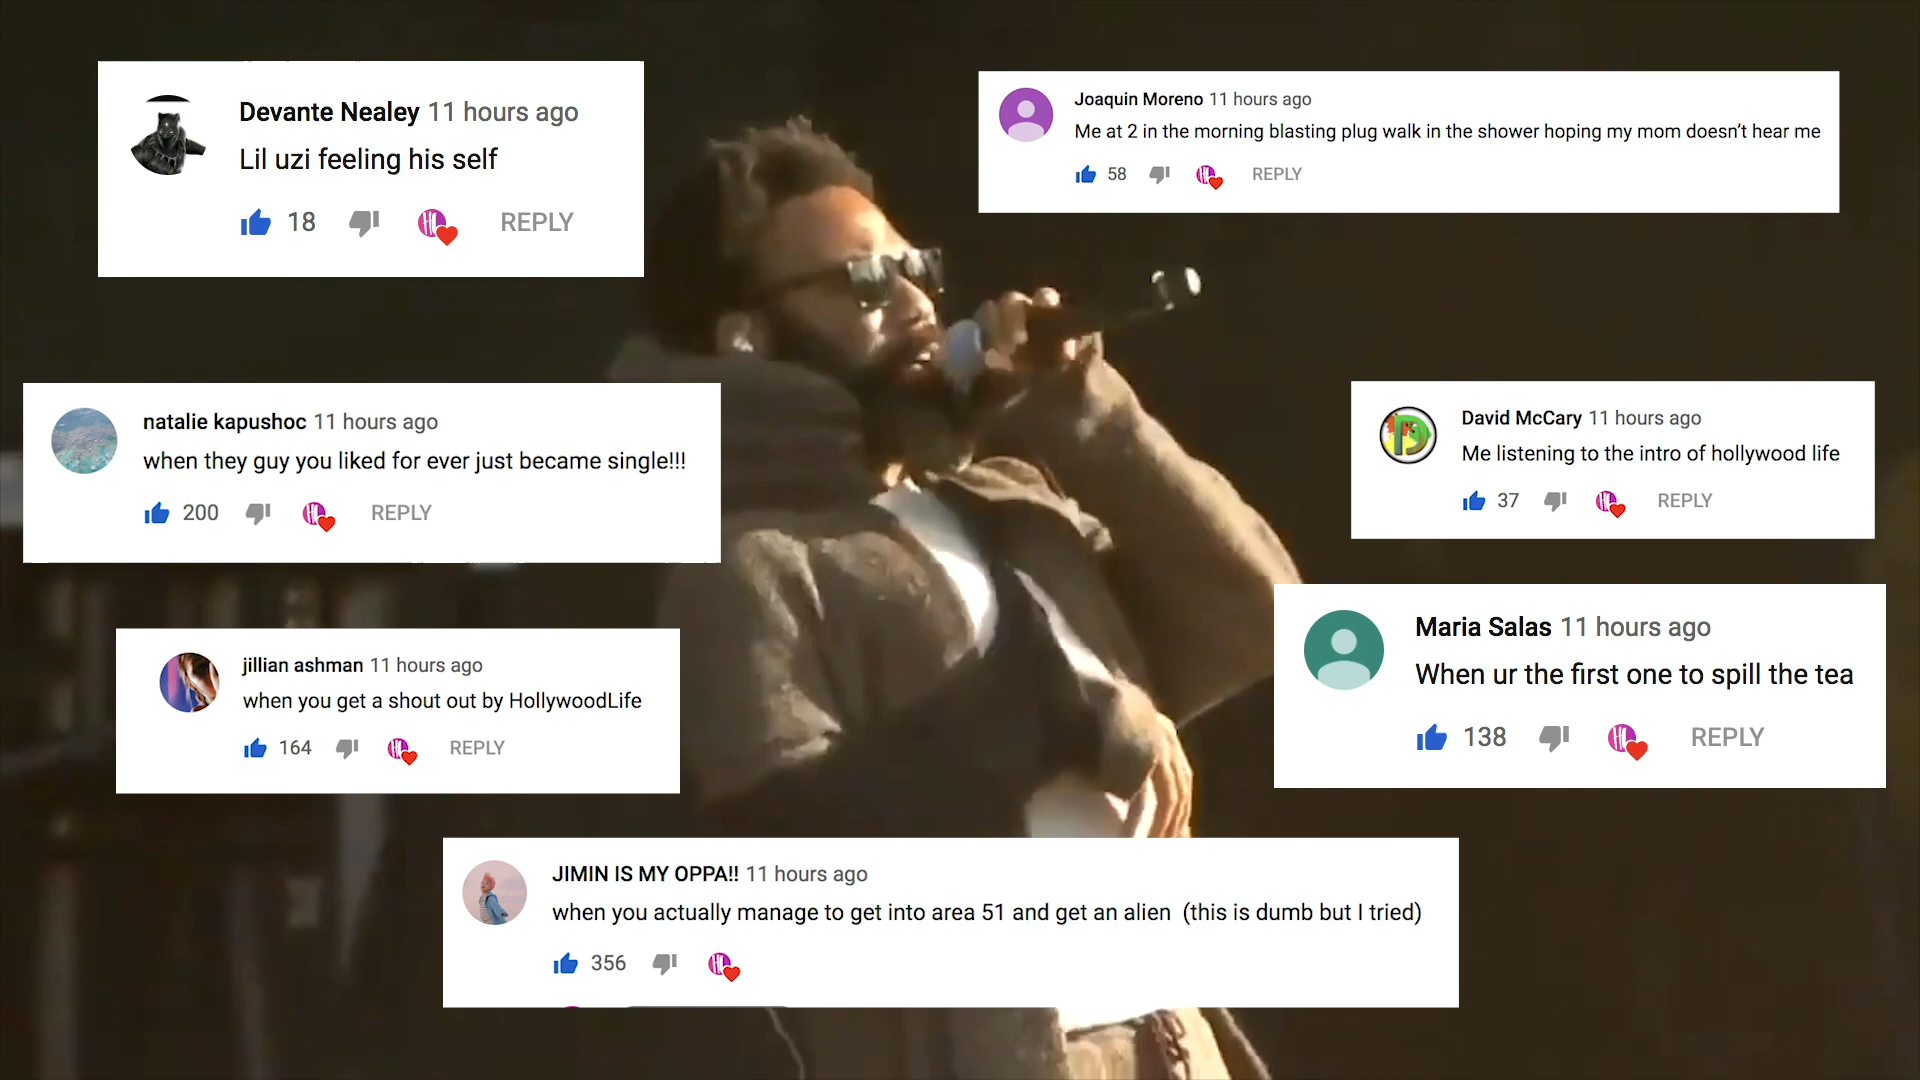 Devante Nealey 11 hours ago
Lil uzi feeling his self
18 REPLY
Joaquin Moreno 11 hours ago
Me at 2 in the morning blasting plug walk in the shower hoping my mom doesn’t hear me
58 REPLY
natalie kapushoc 11 hours ago
when they guy you liked for ever just became single!!!
200 REPLY
David McCary 11 hours ago
Me listening to the intro of hollywood life
37 REPLY
jillian ashman 11 hours ago
when you get a shout out by HollywoodLife
164 REPLY
Maria Salas 11 hours ago
When ur the first one to spill the tea
138 REPLY
JIMIN IS MY OPPA!! 11 hours ago
when you actually manage to get into area 51 and get an alien (this is dumb but I tried)
356